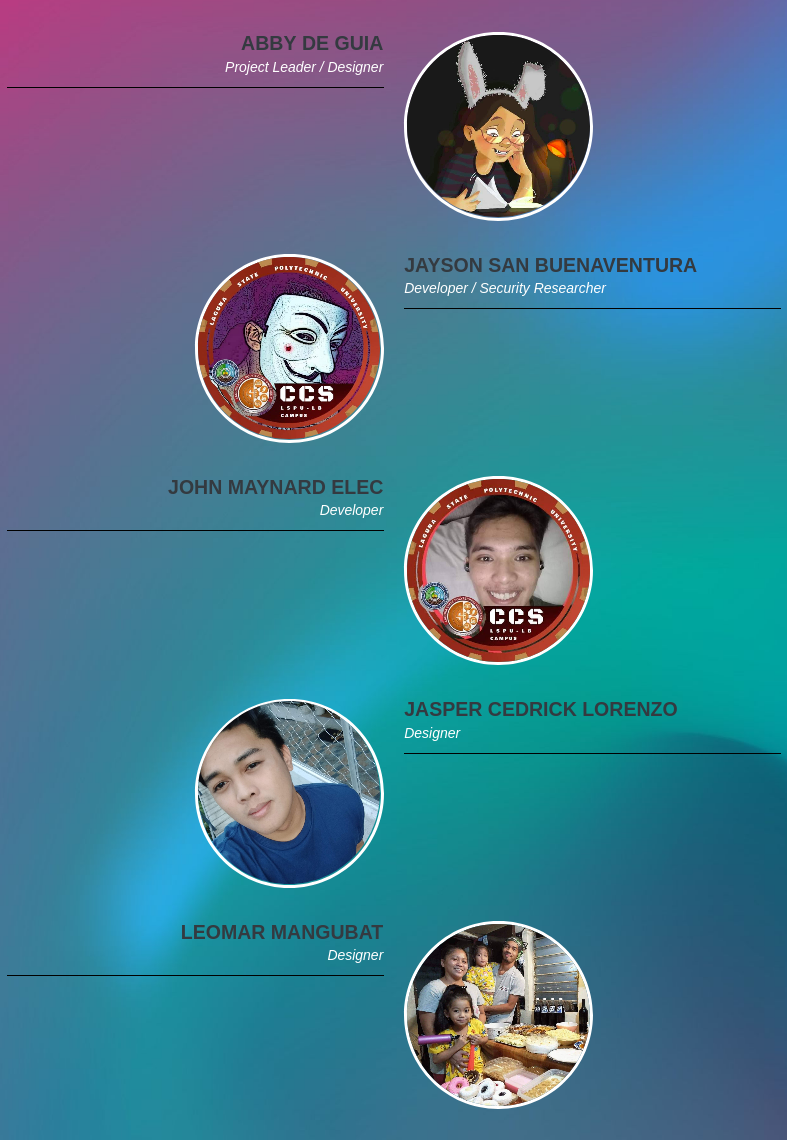 ABBY DE GUIA
Project Leader / Designer
JAYSON SAN BUENAVENTURA
Developer / Security Researcher
LAGUNA STATE POLYTECHNIC UNIVERSITY
CCS
LSPU-LB
CAMPUS
JOHN MAYNARD ELEC
Developer
LAGUNA STATE POLYTECHNIC UNIVERSITY
CCS
LSPU-LB
CAMPUS
JASPER CEDRICK LORENZO
Designer
LEOMAR MANGUBAT
Designer